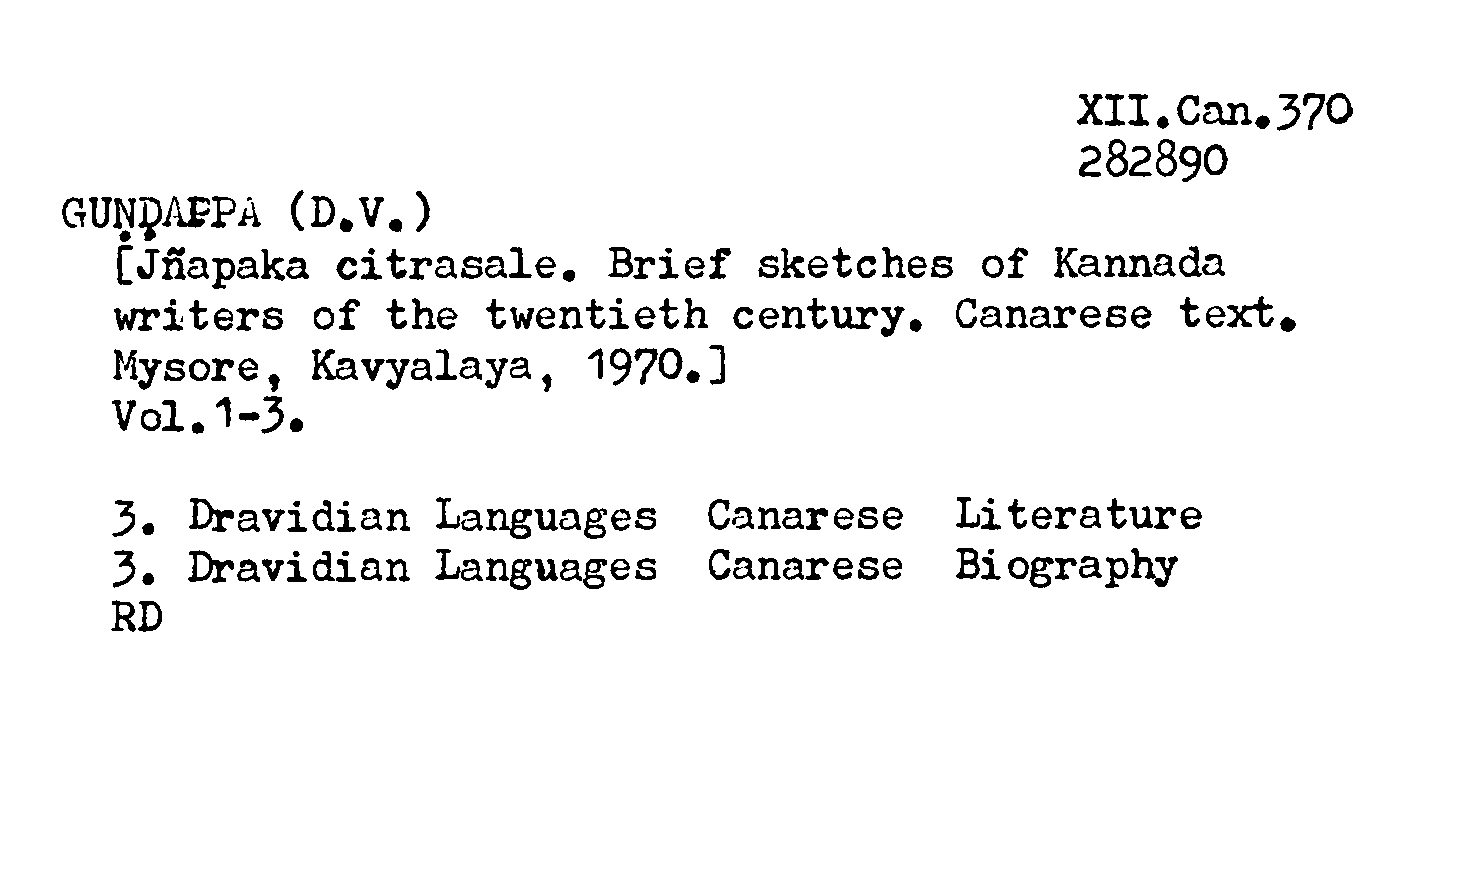 XII.Can.370
282890
GUṆḌAPPA (D.V.)
[Jñapaka citrasale. Brief sketches of Kannada
writers of the twentieth century. Canarese text.
Mysore, Kavyalaya, 1970.]
Vol.1-3.
3. Dravidian Languages Canarese Literature
3. Dravidian Languages Canarese Biography
RD